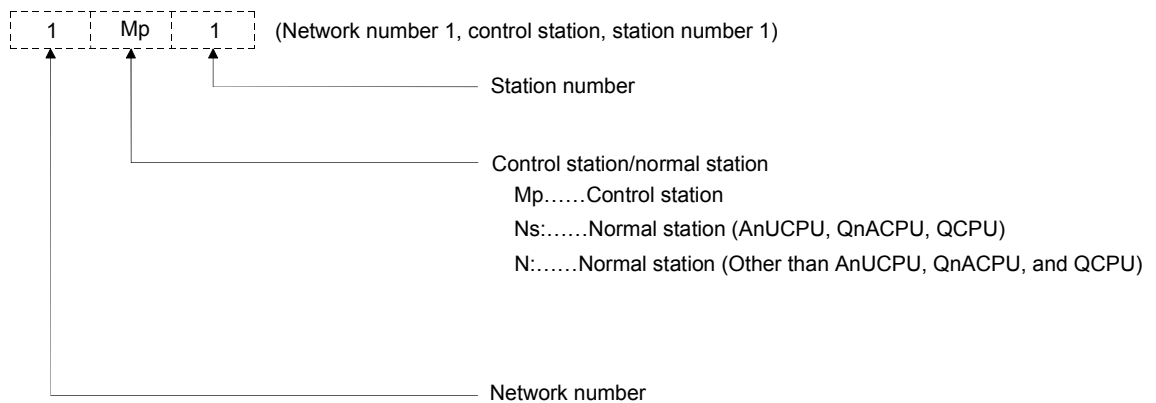 1 Mp 1 (Network number 1, control station, station number 1)
Station number
Control station/normal station
Mp......Control station
Ns:......Normal station (AnUCPU, QnACPU, QCPU)
N:......Normal station (Other than AnUCPU, QnACPU, and QCPU)
Network number